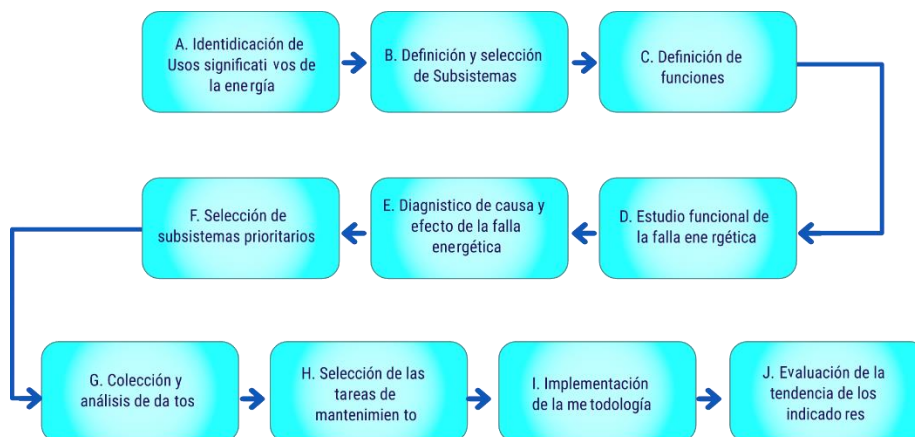 A. Identidicación de
Usos significati vos de
la energía
B. Definición y selección
de Subsistemas
C. Definición de
funciones
D. Estudio funcional de
la falla ene rgética
E. Diagnistico de causa y
efecto de la falla
energética
F. Selección de
subsistemas prioritarios
G. Colección y
análisis de da tos
H. Selección de las
tareas de
mantenimien to
I. Implementación
de la me todología
J. Evaluación de la
tendencia de los
indicado res